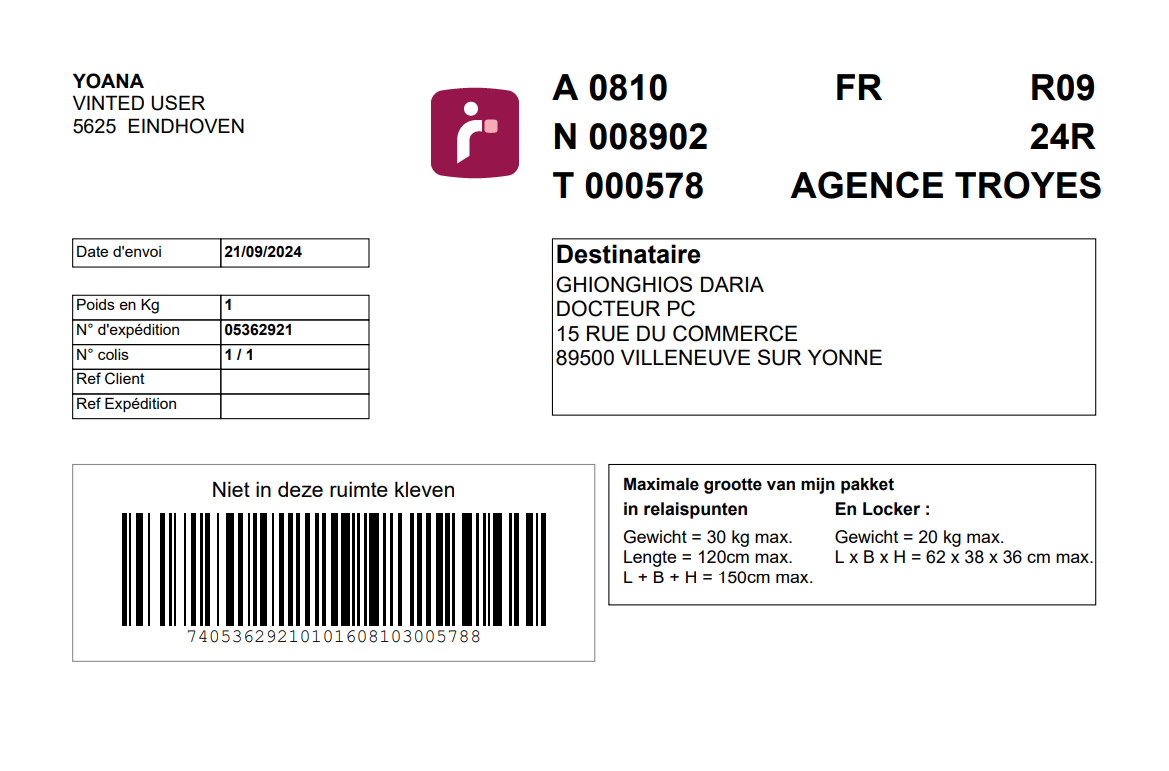 YOANA
VINTED USER
5625 EINDHOVEN
A 0810 FR R09
N 008902 24R
T 000578 AGENCE TROYES
Date d'envoi 21/09/2024
Poids en Kg 1
N° d'expédition 05362921
N° colis 1 / 1
Ref Client
Ref Expédition
Destinataire
GHIONGHIOS DARIA
DOCTEUR PC
15 RUE DU COMMERCE
89500 VILLENEUVE SUR YONNE
Niet in deze ruimte kleven
74053629210101608103005788
Maximale grootte van mijn pakket
in relaispunten En Locker :
Gewicht = 30 kg max. Gewicht = 20 kg max.
Lengte = 120cm max. L x B x H = 62 x 38 x 36 cm max.
L + B + H = 150cm max.